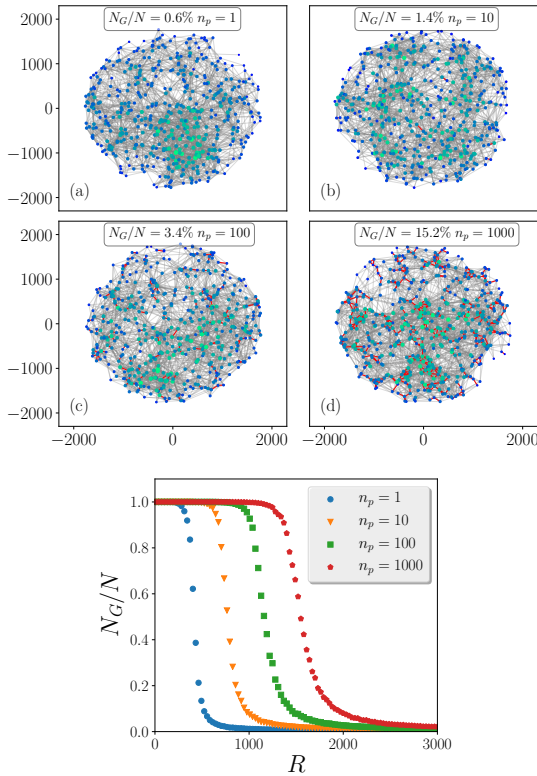 N_G/N = 0.6% n_p = 1
N_G/N = 1.4% n_p = 10
2000
1000
0
−1000
−2000
(a)
(b)
N_G/N = 3.4% n_p = 100
N_G/N = 15.2% n_p = 1000
2000
1000
0
−1000
−2000
(c)
(d)
−2000 0 2000
−2000 0 2000
1.0
0.8
0.6
0.4
0.2
0.0
N_G/N
n_p = 1
n_p = 10
n_p = 100
n_p = 1000
0 1000 2000 3000
R